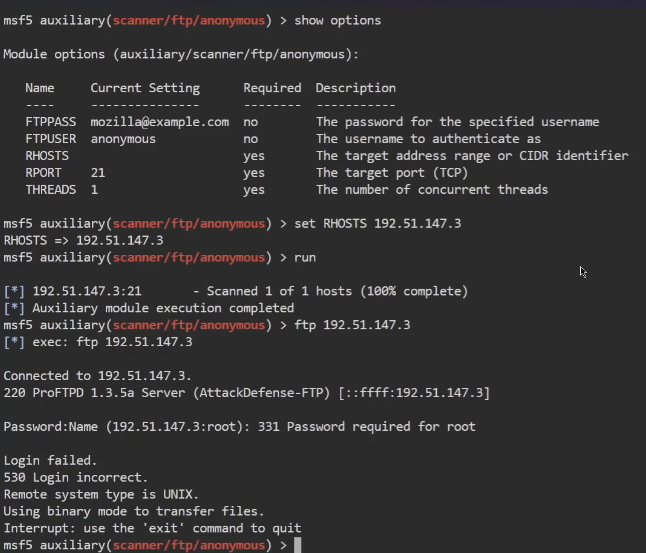 msf5 auxiliary(scanner/ftp/anonymous) > show options
Module options (auxiliary/scanner/ftp/anonymous):
Name Current Setting Required Description
---- --------------- -------- -----------
FTPPASS mozilla@example.com no The password for the specified username
FTPUSER anonymous no The username to authenticate as
RHOSTS yes The target address range or CIDR identifier
RPORT 21 yes The target port (TCP)
THREADS 1 yes The number of concurrent threads
msf5 auxiliary(scanner/ftp/anonymous) > set RHOSTS 192.51.147.3
RHOSTS => 192.51.147.3
msf5 auxiliary(scanner/ftp/anonymous) > run
[*] 192.51.147.3:21 - Scanned 1 of 1 hosts (100% complete)
[*] Auxiliary module execution completed
msf5 auxiliary(scanner/ftp/anonymous) > ftp 192.51.147.3
[*] exec: ftp 192.51.147.3
Connected to 192.51.147.3.
220 ProFTPD 1.3.5a Server (AttackDefense-FTP) [::ffff:192.51.147.3]
Password:Name (192.51.147.3:root): 331 Password required for root
Login failed.
530 Login incorrect.
Remote system type is UNIX.
Using binary mode to transfer files.
Interrupt: use the 'exit' command to quit
msf5 auxiliary(scanner/ftp/anonymous) >